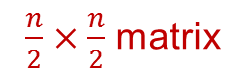 n/2 × n/2 matrix